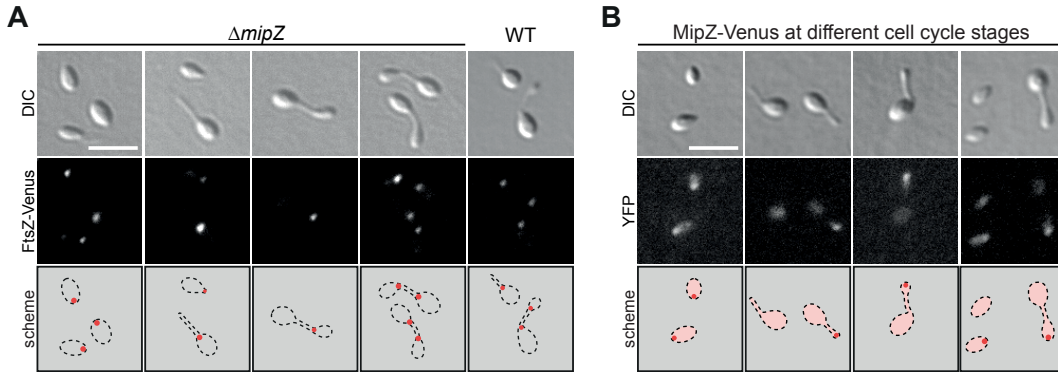 A
ΔmipZ
WT
DIC
FtsZ-Venus
scheme
B
MipZ-Venus at different cell cycle stages
DIC
YFP
scheme